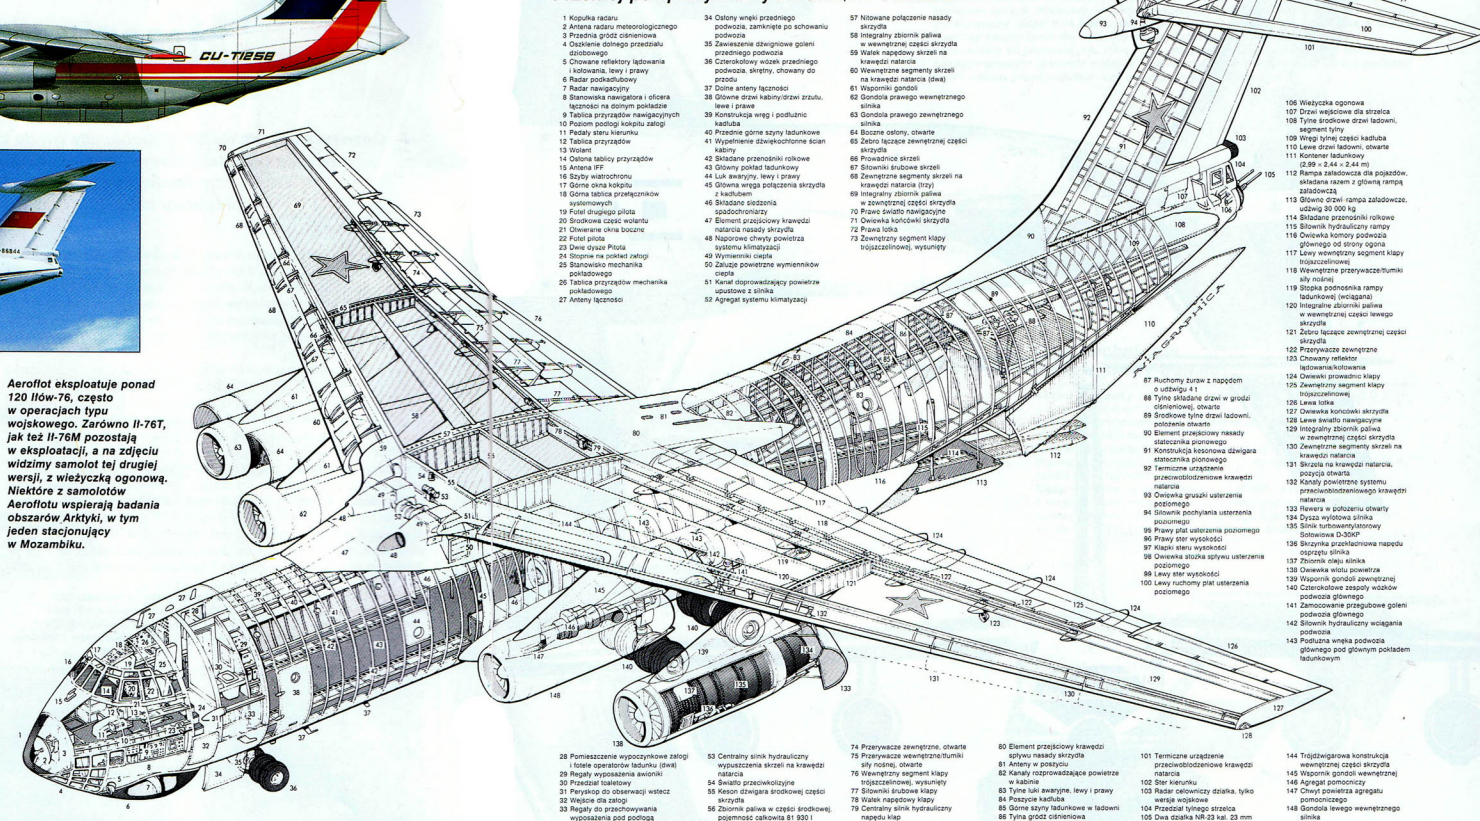 CU-T1258
86844
Aerofłot eksploatuje ponad
120 Iłów-76, często
w operacjach typu
wojskowego. Zarówno Il-76T,
jak też Il-76M pozostają
w eksploatacji, a na zdjęciu
widzimy samolot tej drugiej
wersji, z wieżyczką ogonową.
Niektóre z samolotów
Aerofłotu wspierają badania
obszarów Arktyki, w tym
jeden stacjonujący
w Mozambiku.
1 Kopułka radaru
2 Antena radaru meteorologicznego
3 Przednia gródź ciśnieniowa
4 Oszklenie dolnego przedziału
dziobowego
5 Chowane reflektory lądowania
i kołowania, lewy i prawy
6 Radar podkadłubowy
7 Radar nawigacyjny
8 Stanowiska nawigatora i oficera
łączności na dolnym pokładzie
9 Tablica przyrządów nawigacyjnych
10 Poziom podłogi kokpitu załogi
11 Pedały steru kierunku
12 Tablica przyrządów
13 Wolant
14 Osłona tablicy przyrządów
15 Antena IFF
16 Szyby wiatrochronu
17 Górne okna kokpitu
18 Górna tablica przełączników
systemowych
19 Fotel drugiego pilota
20 Środkowa część wolantu
21 Otwierane okna boczne
22 Fotel pilota
23 Dwie dysze Pitota
24 Stopnie na pokład załogi
25 Stanowisko mechanika
pokładowego
26 Tablica przyrządów mechanika
pokładowego
27 Anteny łączności
28 Pomieszczenie wypoczynkowe załogi
i fotele operatorów ładunku (dwa)
29 Regały wyposażenia awioniki
30 Przedział toaletowy
31 Peryskop do obserwacji wstecz
32 Wejście dla załogi
33 Regały do przechowywania
wyposażenia pod podłogą
34 Osłony wnęki przedniego
podwozia, zamknięte po schowaniu
podwozia
35 Zawieszenie dźwigniowe goleni
przedniego podwozia
36 Czterokołowy wózek przedniego
podwozia, skrętny, chowany do
przodu
37 Dolne anteny łączności
38 Główne drzwi kabiny/drzwi zrzutu,
lewe i prawe
39 Konstrukcja wręg i podłużnic
kadłuba
40 Przednie górne szyny ładunkowe
41 Wypełnienie dźwiękochłonne ścian
kabiny
42 Składane przenośniki rolkowe
43 Główny pokład ładunkowy
44 Luk awaryjny, lewy i prawy
45 Główna wręga połączenia skrzydła
z kadłubem
46 Składane siedzenia
spadochroniarzy
47 Element przejściowy krawędzi
natarcia nasady skrzydła
48 Naporowe chwyty powietrza
systemu klimatyzacji
49 Wymienniki ciepła
50 Żaluzje powietrzne wymienników
ciepła
51 Kanał doprowadzający powietrze
upustowe z silnika
52 Agregat systemu klimatyzacji
53 Centralny silnik hydrauliczny
wypuszczenia skrzeli na krawędzi
natarcia
54 Światło przeciwkolizyjne
55 Keson dźwigara środkowej części
skrzydła
56 Zbiornik paliwa w części środkowej,
pojemność całkowita 81 930 l
57 Nitowane połączenie nasady
skrzydła
58 Integralny zbiornik paliwa
w wewnętrznej części skrzydła
59 Wałek napędowy skrzeli na
krawędzi natarcia
60 Wewnętrzne segmenty skrzeli
na krawędzi natarcia (dwa)
61 Wsporniki gondoli
62 Gondola prawego wewnętrznego
silnika
63 Gondola prawego zewnętrznego
silnika
64 Boczne osłony, otwarte
65 Żebro łączące zewnętrznej części
skrzydła
66 Prowadnice skrzeli
67 Siłowniki śrubowe skrzeli
68 Zewnętrzne segmenty skrzeli na
krawędzi natarcia (trzy)
69 Integralny zbiornik paliwa
w zewnętrznej części skrzydła
70 Prawe światło nawigacyjne
71 Owiewka końcówki skrzydła
72 Prawa lotka
73 Zewnętrzny segment klapy
trójszczelinowej, wysunięty
74 Przerywacze zewnętrzne, otwarte
75 Przerywacze wewnętrzne/tłumiki
siły nośnej, otwarte
76 Wewnętrzny segment klapy
trójszczelinowej, wysunięty
77 Siłowniki śrubowe klapy
78 Wałek napędowy klapy
79 Centralny silnik hydrauliczny
napędu klap
80 Element przejściowy krawędzi
spływu nasady skrzydła
81 Anteny w poszyciu
82 Kanały rozprowadzające powietrze
w kabinie
83 Tylne luki awaryjne, lewy i prawy
84 Poszycie kadłuba
85 Górne szyny ładunkowe w ładowni
86 Tylna gródź ciśnieniowa
87 Ruchomy żuraw z napędem
o udźwigu 4 t
88 Tylne składane drzwi w grodzi
ciśnieniowej, otwarte
89 Środkowe tylne drzwi ładowni,
położenie otwarte
90 Element przejściowy nasady
statecznika pionowego
91 Konstrukcja kesonowa dźwigara
statecznika pionowego
92 Termiczne urządzenie
przeciwoblodzeniowe krawędzi
natarcia
93 Owiewka gruszki usterzenia
poziomego
94 Siłownik pochylania usterzenia
poziomego
95 Prawy płat usterzenia poziomego
96 Prawy ster wysokości
97 Klapki steru wysokości
98 Owiewka stożka spływu usterzenia
poziomego
99 Lewy ster wysokości
100 Lewy ruchomy płat usterzenia
poziomego
101 Termiczne urządzenie
przeciwoblodzeniowe krawędzi
natarcia
102 Ster kierunku
103 Radar celowniczy działka, tylko
wersje wojskowe
104 Przedział tylnego strzelca
105 Dwa działka NR-23 kal. 23 mm
106 Wieżyczka ogonowa
107 Drzwi wejściowe dla strzelca
108 Tylne środkowe drzwi ładowni,
segment tylny
109 Wręgi tylnej części kadłuba
110 Lewe drzwi ładowni, otwarte
111 Kontener ładunkowy
(2,99 × 2,44 × 2,44 m)
112 Rampa załadowcza dla pojazdów,
składana razem z główną rampą
załadowczą
113 Główne drzwi-rampa załadowcze,
udźwig 30 000 kg
114 Składane przenośniki rolkowe
115 Siłownik hydrauliczny rampy
116 Owiewka komory podwozia
głównego od strony ogona
117 Lewy wewnętrzny segment klapy
trójszczelinowej
118 Wewnętrzne przerywacze/tłumiki
siły nośnej
119 Stopka podnośnika rampy
ładunkowej (wciągana)
120 Integralne zbiorniki paliwa
w wewnętrznej części lewego
skrzydła
121 Żebro łączące zewnętrznej części
skrzydła
122 Przerywacze zewnętrzne
123 Chowany reflektor
lądowania/kołowania
124 Owiewki prowadnic klapy
125 Zewnętrzny segment klapy
trójszczelinowej
126 Lewa lotka
127 Owiewka końcówki skrzydła
128 Lewe światło nawigacyjne
129 Integralny zbiornik paliwa
w zewnętrznej części skrzydła
130 Zewnętrzne segmenty skrzeli na
krawędzi natarcia
131 Skrzela na krawędzi natarcia,
pozycja otwarta
132 Kanały powietrzne systemu
przeciwoblodzeniowego krawędzi
natarcia
133 Rewers w położeniu otwarty
134 Dysza wylotowa silnika
135 Silnik turbowentylatorowy
Sołowiowa D-30KP
136 Skrzynka przekładniowa napędu
osprzętu silnika
137 Zbiornik oleju silnika
138 Owiewka wlotu powietrza
139 Wspornik gondoli zewnętrznej
140 Czterokołowe zespoły wózków
podwozia głównego
141 Zamocowanie przegubowe goleni
podwozia głównego
142 Siłownik hydrauliczny wciągania
podwozia
143 Podłużna wnęka podwozia
głównego pod głównym pokładem
ładunkowym
144 Trójdźwigarowa konstrukcja
wewnętrznej części skrzydła
145 Wspornik gondoli wewnętrznej
146 Agregat pomocniczy
147 Chwyt powietrza agregatu
pomocniczego
148 Gondola lewego wewnętrznego
silnika
AVIAGRAPHICA